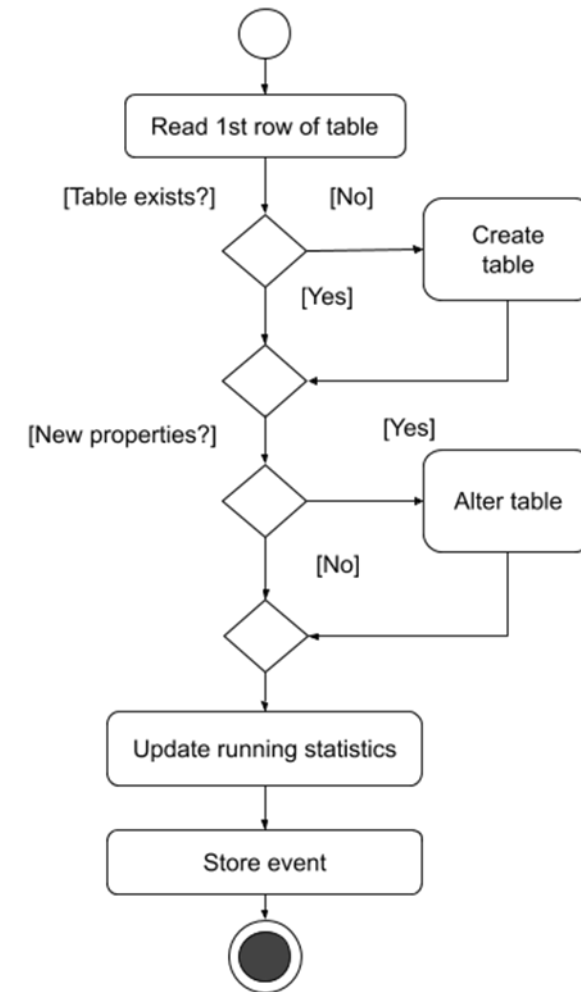 Read 1st row of table
[Table exists?]
[No]
Create
table
[Yes]
[New properties?]
[Yes]
Alter table
[No]
Update running statistics
Store event